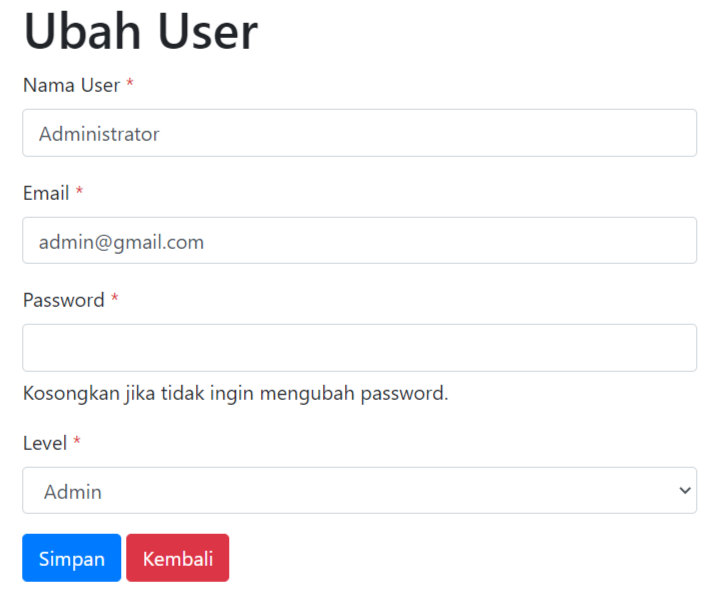 Ubah User
Nama User *
Administrator
Email *
admin@gmail.com
Password *
Kosongkan jika tidak ingin mengubah password.
Level *
Admin
Simpan Kembali